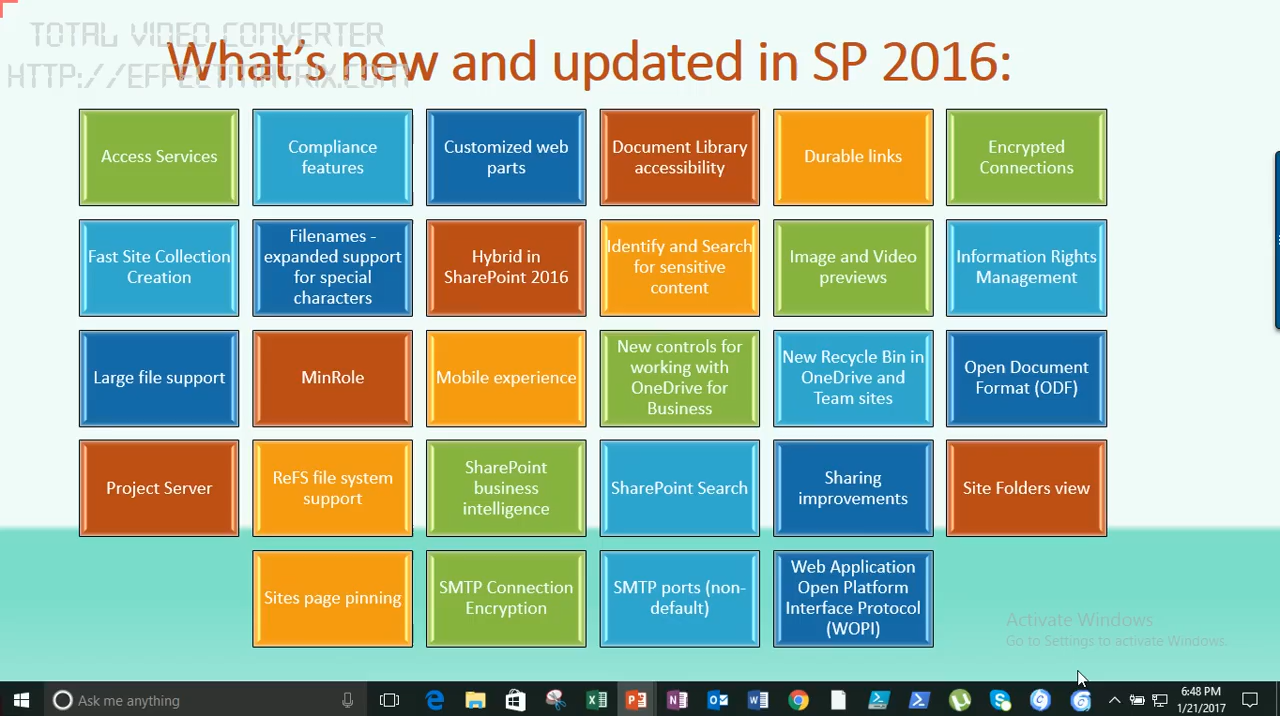 TOTAL VIDEO CONVERTER
HTTP://EFFECTMATRIX.COM
What's new and updated in SP 2016:
Access Services
Compliance
features
Customized web
parts
Document Library
accessibility
Durable links
Encrypted
Connections
Fast Site Collection
Creation
Filenames -
expanded support
for special
characters
Hybrid in
SharePoint 2016
Identify and Search
for sensitive
content
Image and Video
previews
Information Rights
Management
Large file support
MinRole
Mobile experience
New controls for
working with
OneDrive for
Business
New Recycle Bin in
OneDrive and
Team sites
Open Document
Format (ODF)
Project Server
ReFS file system
support
SharePoint
business
intelligence
SharePoint Search
Sharing
improvements
Site Folders view
Sites page pinning
SMTP Connection
Encryption
SMTP ports (non-
default)
Web Application
Open Platform
Interface Protocol
(WOPI)
Activate Windows
Go to Settings to activate Windows.
Ask me anything
6:48 PM
1/21/2017